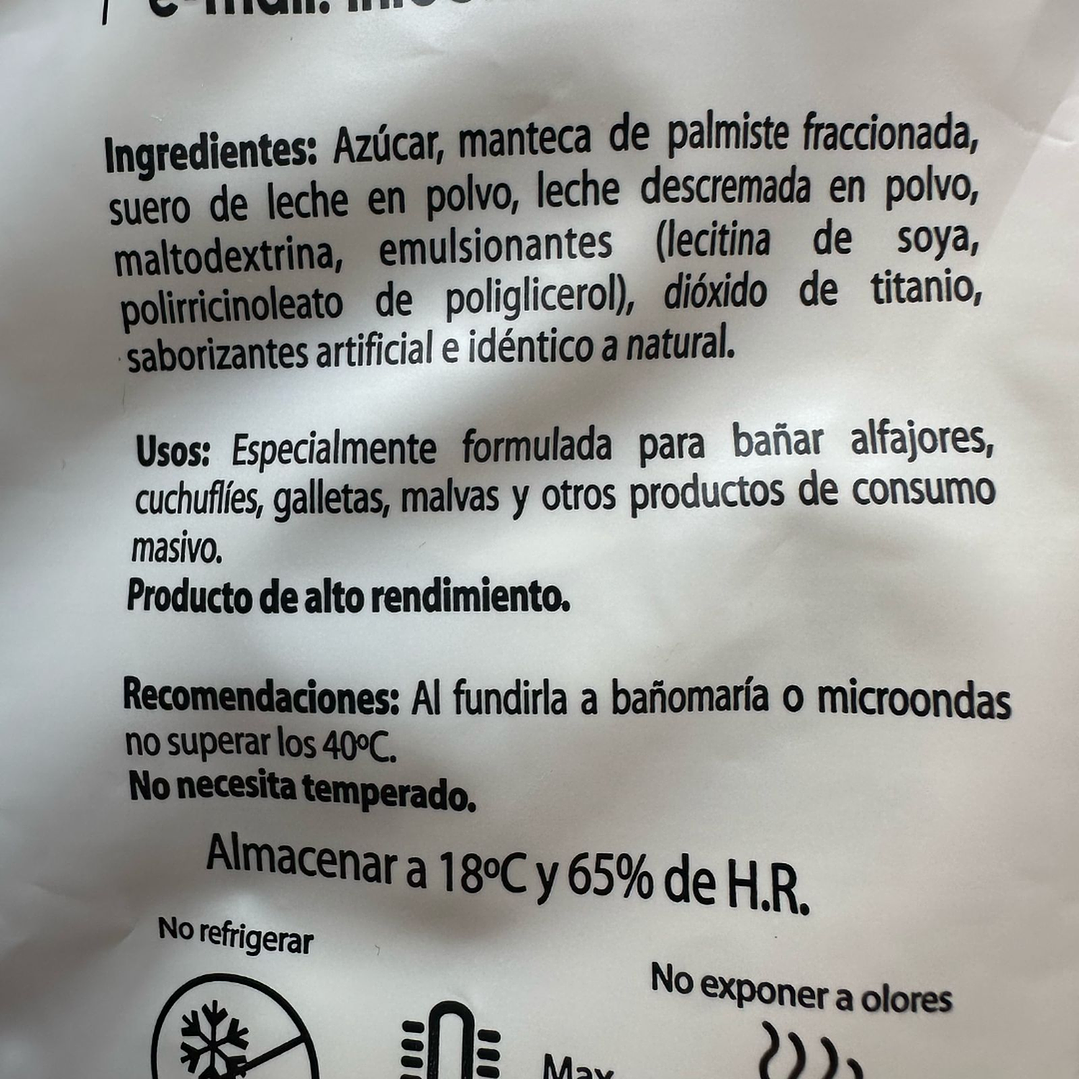 e-mail:
Ingredientes: Azúcar, manteca de palmiste fraccionada,
suero de leche en polvo, leche descremada en polvo,
maltodextrina, emulsionantes (lecitina de soya,
polirricinoleato de poliglicerol), dióxido de titanio,
saborizantes artificial e idéntico a natural.
Usos: Especialmente formulada para bañar alfajores,
cuchuflíes, galletas, malvas y otros productos de consumo
masivo.
Producto de alto rendimiento.
Recomendaciones: Al fundirla a bañomaría o microondas
no superar los 40ºC.
No necesita temperado.
Almacenar a 18ºC y 65% de H.R.
No refrigerar
No exponer a olores
Max